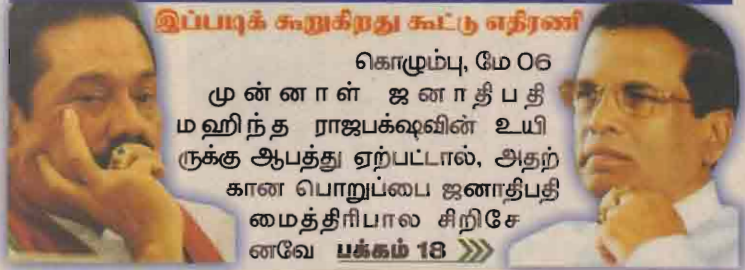 இப்படிக் கூறுகிறது கூட்டு எதிரணி
கொழும்பு, மே 06
முன்னாள் ஜனாதிபதி
மஹிந்த ராஜபக்‌ஷவின் உயி
ருக்கு ஆபத்து ஏற்பட்டால், அதற்
கான பொறுப்பை ஜனாதிபதி
மைத்திரிபால சிறிசே
னவே பக்கம் 18 》》》